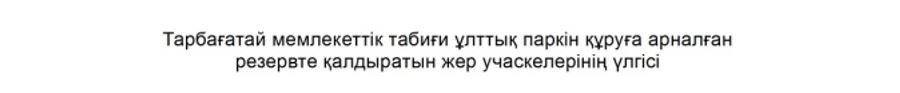 Тарбағатай мемлекеттік табиғи ұлттық паркін құруға арналған
резервте қалдыратын жер учаскелерінің үлгісі